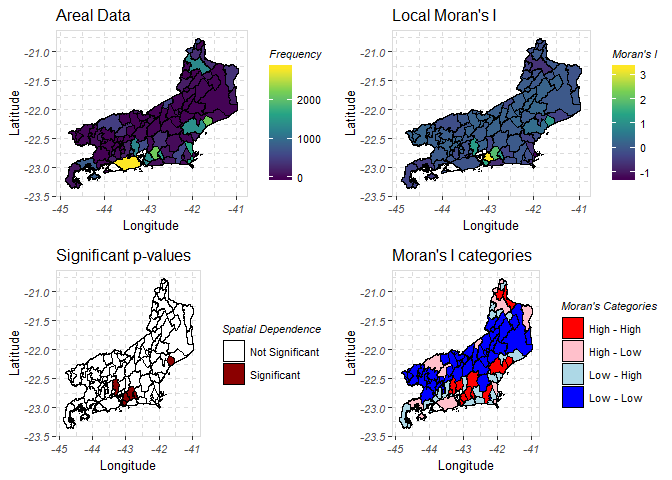 Areal Data
Latitude
-21.0
-21.5
-22.0
-22.5
-23.0
-23.5
-45
-44
-43
-42
-41
Longitude
Frequency
2000
1000
0
Local Moran's I
Latitude
-21.0
-21.5
-22.0
-22.5
-23.0
-23.5
-45
-44
-43
-42
-41
Longitude
Moran's I
3
2
1
0
-1
Significant p-values
Latitude
-21.0
-21.5
-22.0
-22.5
-23.0
-23.5
-45
-44
-43
-42
-41
Longitude
Spatial Dependence
Not Significant
Significant
Moran's I categories
Latitude
-21.0
-21.5
-22.0
-22.5
-23.0
-23.5
-45
-44
-43
-42
-41
Longitude
Moran's Categories
High - High
High - Low
Low - High
Low - Low